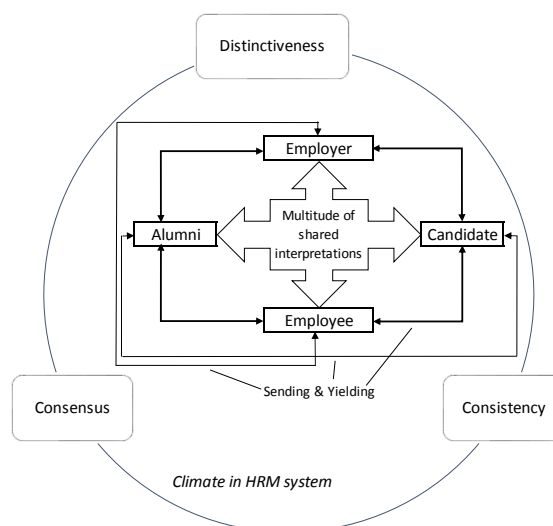 Distinctiveness
Employer
Multitude of
shared
interpretations
Alumni
Candidate
Employee
Sending & Yielding
Consensus
Consistency
Climate in HRM system